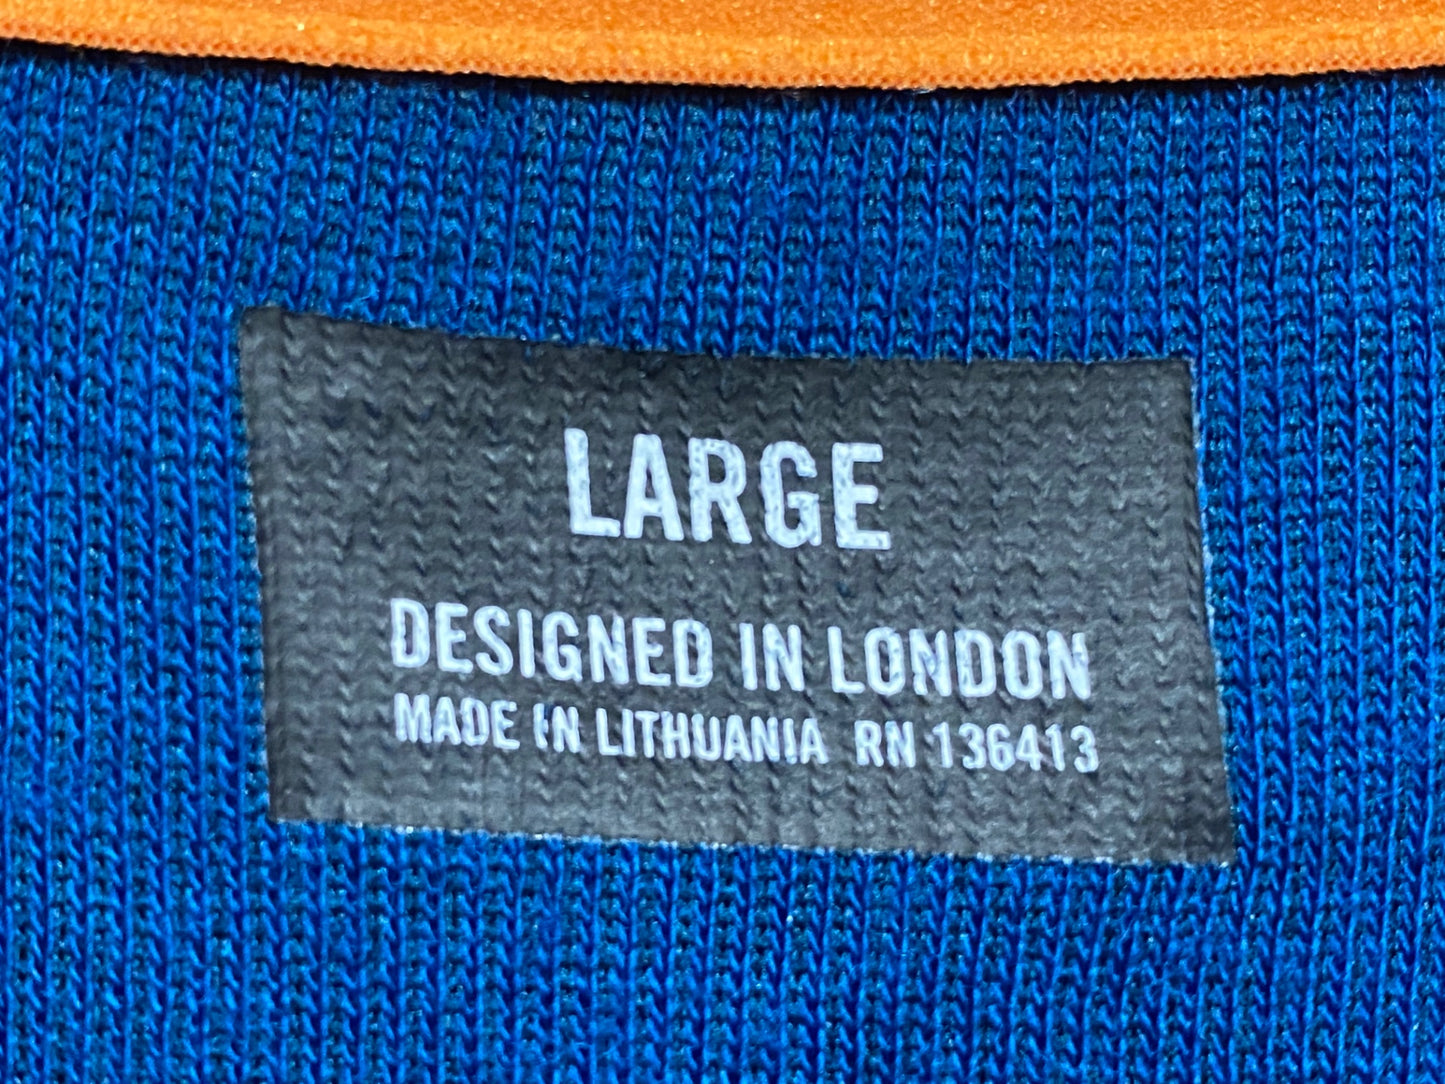 LARGE
DESIGNED IN LONDON
MADE IN LITHUANIA RN 136413